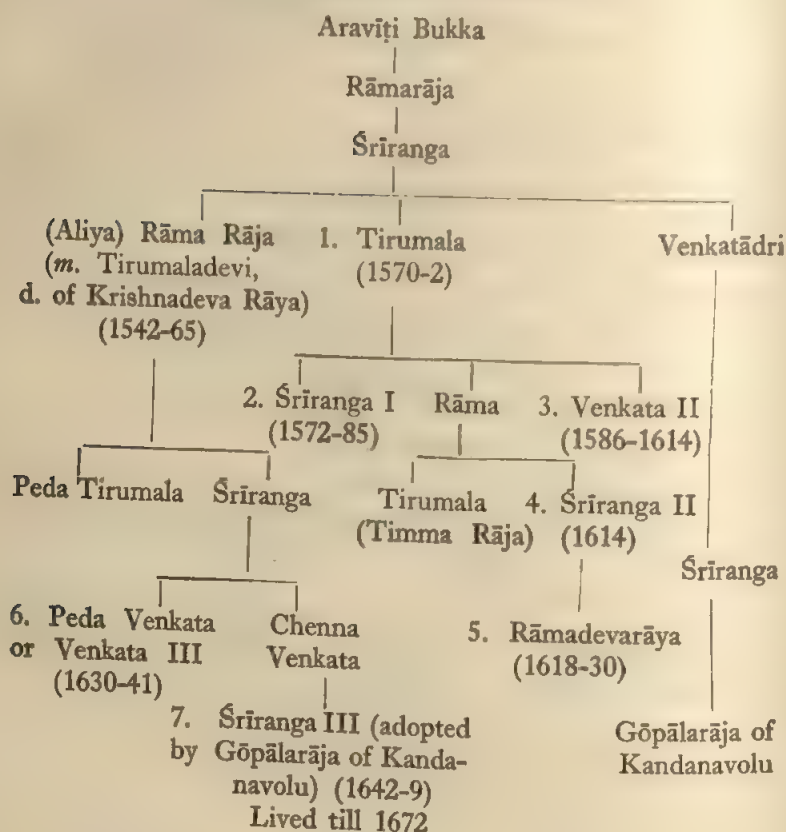 Aravīṭi Bukka
Rāmarāja
Śrīranga
(Aliya) Rāma Rāja
(m. Tirumaladevi,
d. of Krishnadeva Rāya)
(1542-65)
1. Tirumala
(1570-2)
Venkatādri
2. Śrīranga I
(1572-85)
Rāma
3. Venkata II
(1586-1614)
Peda Tirumala
Śrīranga
Tirumala
(Timma Rāja)
4. Śrīranga II
(1614)
Śrīranga
6. Peda Venkata
or Venkata III
(1630-41)
Chenna
Venkata
5. Rāmadevarāya
(1618-30)
7. Śrīranga III (adopted
by Gōpālarāja of Kanda-
navolu) (1642-9)
Lived till 1672
Gōpālarāja of
Kandanavolu